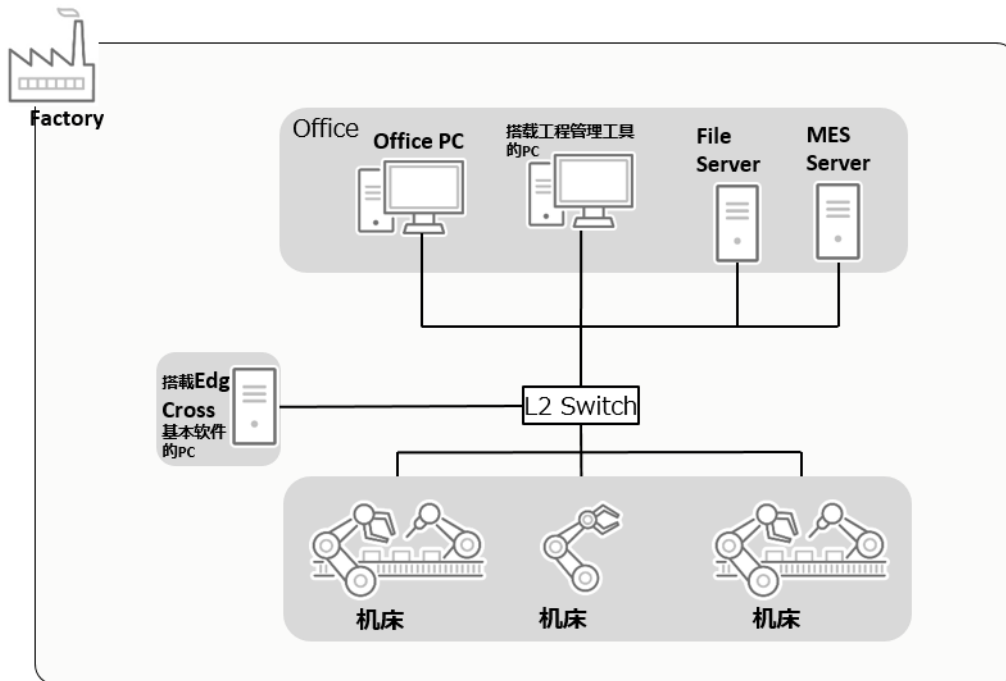 Factory
Office
Office PC
搭载工程管理工具
的PC
File
Server
MES
Server
搭載Edg
Cross
基本软件
的PC
L2 Switch
机床
机床
机床